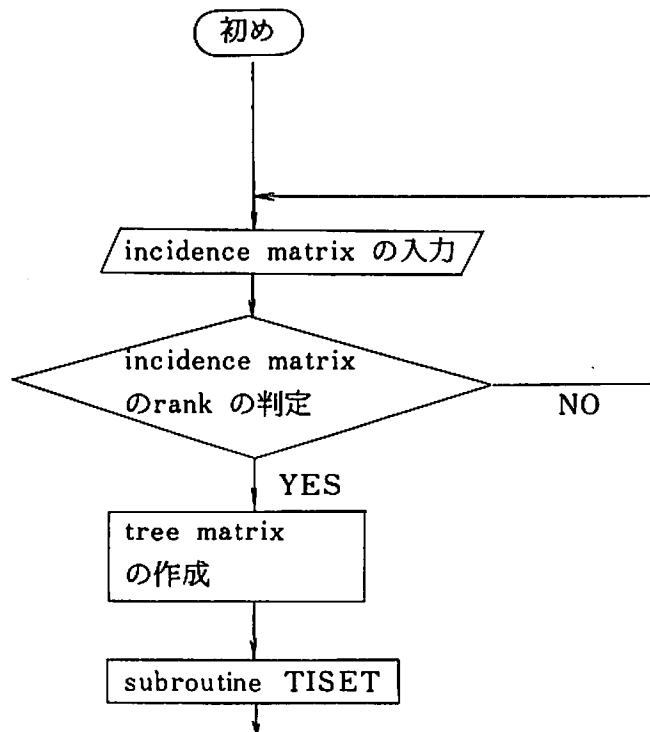 初め
incidence matrix の入力
incidence matrix
のrank の判定
NO
YES
tree matrix
の作成
subroutine TISET